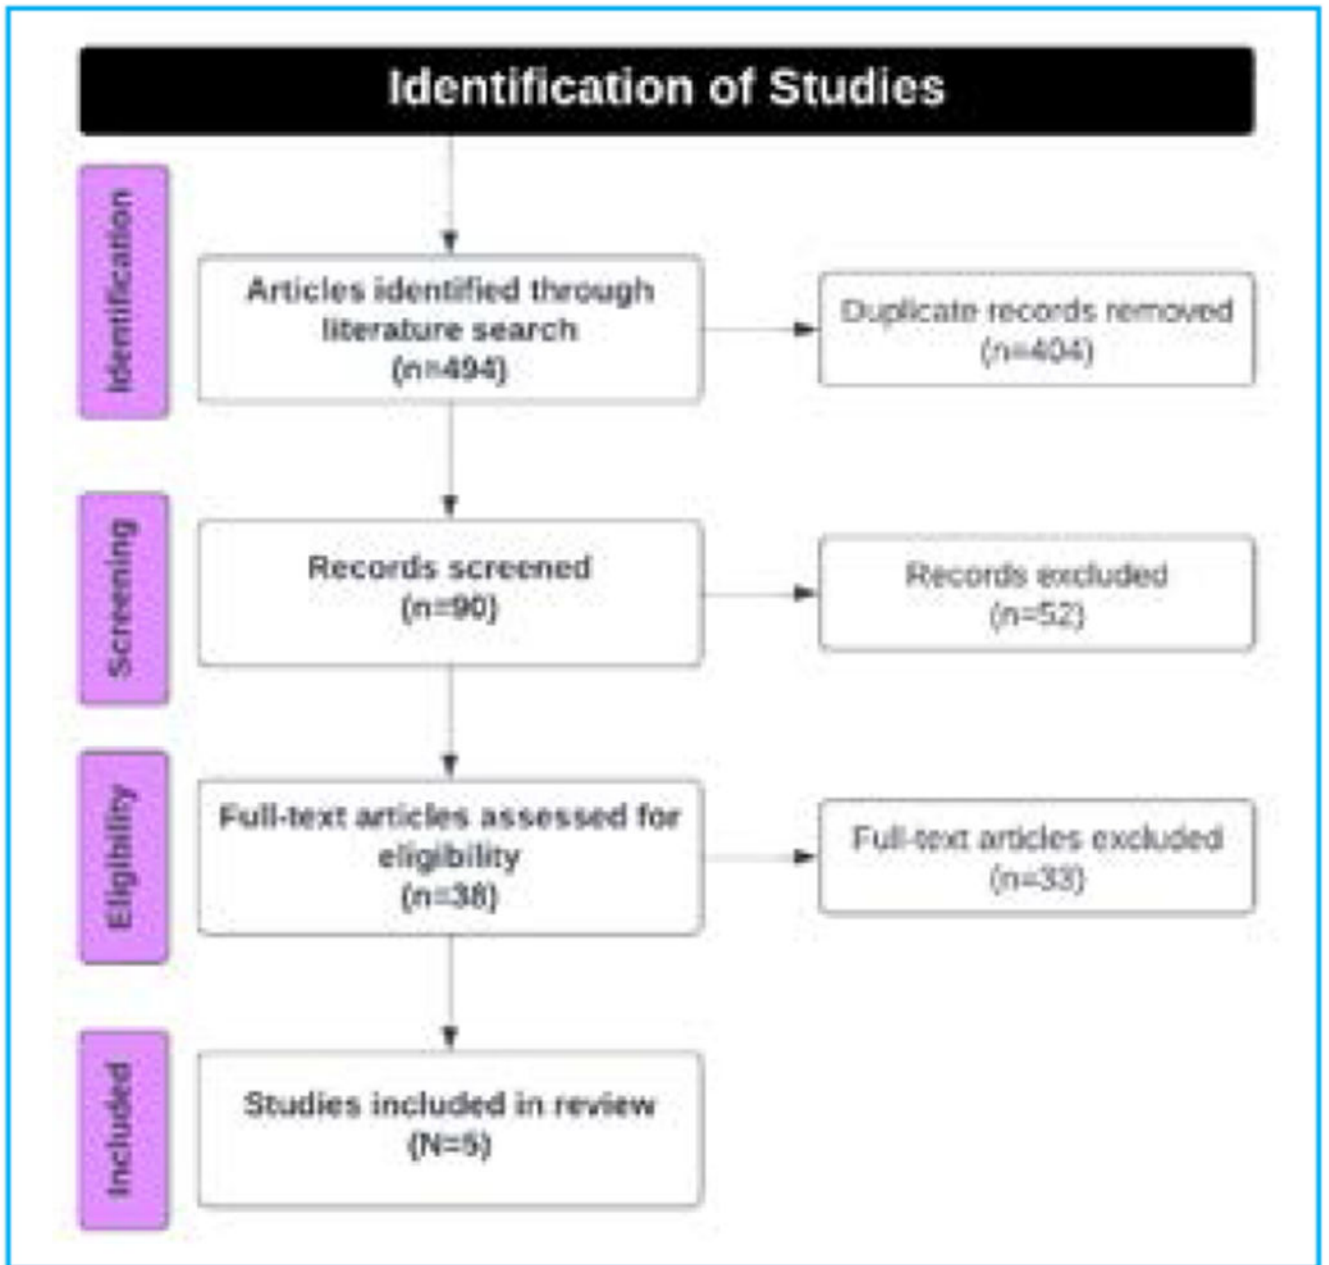 Identification of Studies
Identification
Articles identified through
literature search
(n=494)
Duplicate records removed
(n=404)
Screening
Records screened
(n=90)
Records excluded
(n=52)
Eligibility
Full-text articles assessed for
eligibility
(n=38)
Full-text articles excluded
(n=33)
Included
Studies included in review
(N=5)